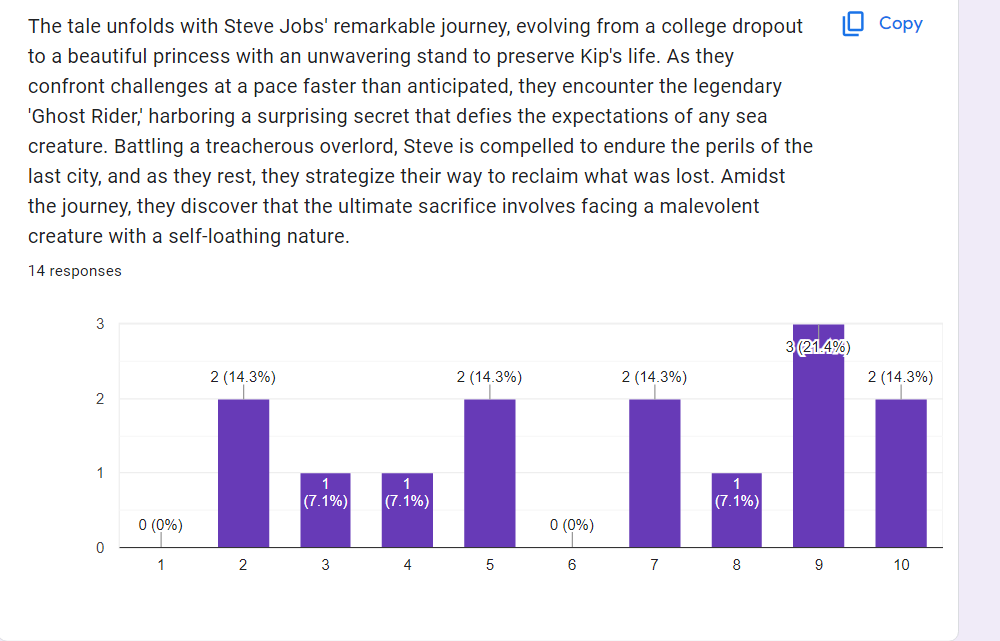 The tale unfolds with Steve Jobs' remarkable journey, evolving from a college dropout
Copy
to a beautiful princess with an unwavering stand to preserve Kip's life. As they
confront challenges at a pace faster than anticipated, they encounter the legendary
'Ghost Rider,' harboring a surprising secret that defies the expectations of any sea
creature. Battling a treacherous overlord, Steve is compelled to endure the perils of the
last city, and as they rest, they strategize their way to reclaim what was lost. Amidst
the journey, they discover that the ultimate sacrifice involves facing a malevolent
creature with a self-loathing nature.
14 responses
3
3 (21.4%)
2 (14.3%)
2 (14.3%)
2 (14.3%)
2 (14.3%)
2
1
1
(7.1%)
1
(7.1%)
1
(7.1%)
0 (0%)
0 (0%)
0
1
2
3
4
5
6
7
8
9
10